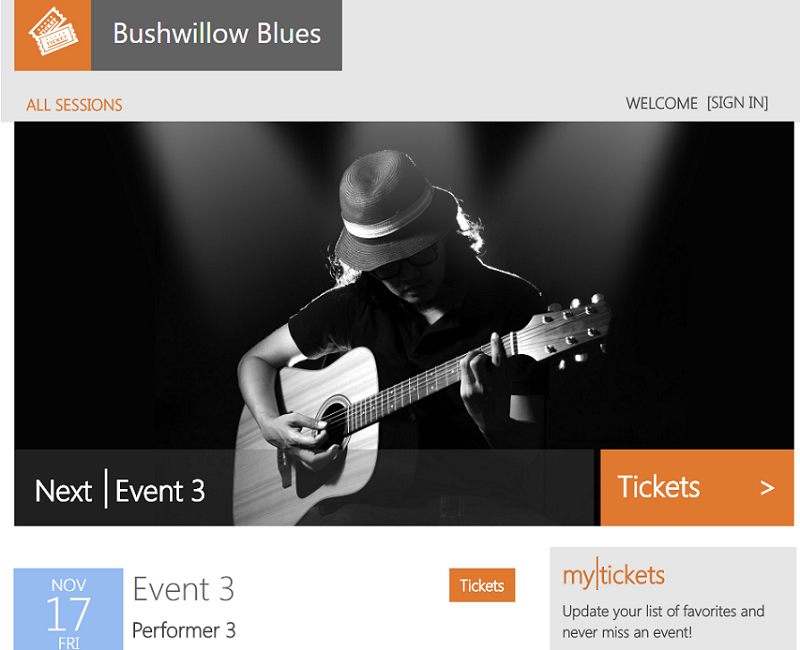 Bushwillow Blues
ALL SESSIONS
WELCOME [SIGN IN]
Next | Event 3
Tickets >
NOV
17
FRI
Event 3
Performer 3
Tickets
my|tickets
Update your list of favorites and
never miss an event!